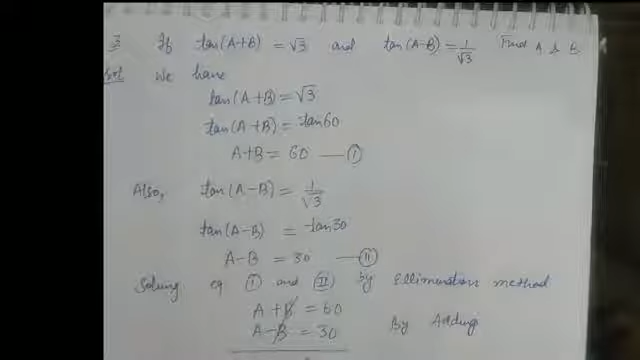 3 If tan(A+B) = √3 and tan(A-B) = 1/√3 Find A & B
Sol We have
tan(A+B) = √3
tan(A+B) = tan60
A+B = 60 — I
Also, tan(A-B) = 1/√3
tan(A-B) = tan30
A-B = 30 — II
Solving eq I and II by Ellimination method
A + B = 60
A - B = 30 By Adding